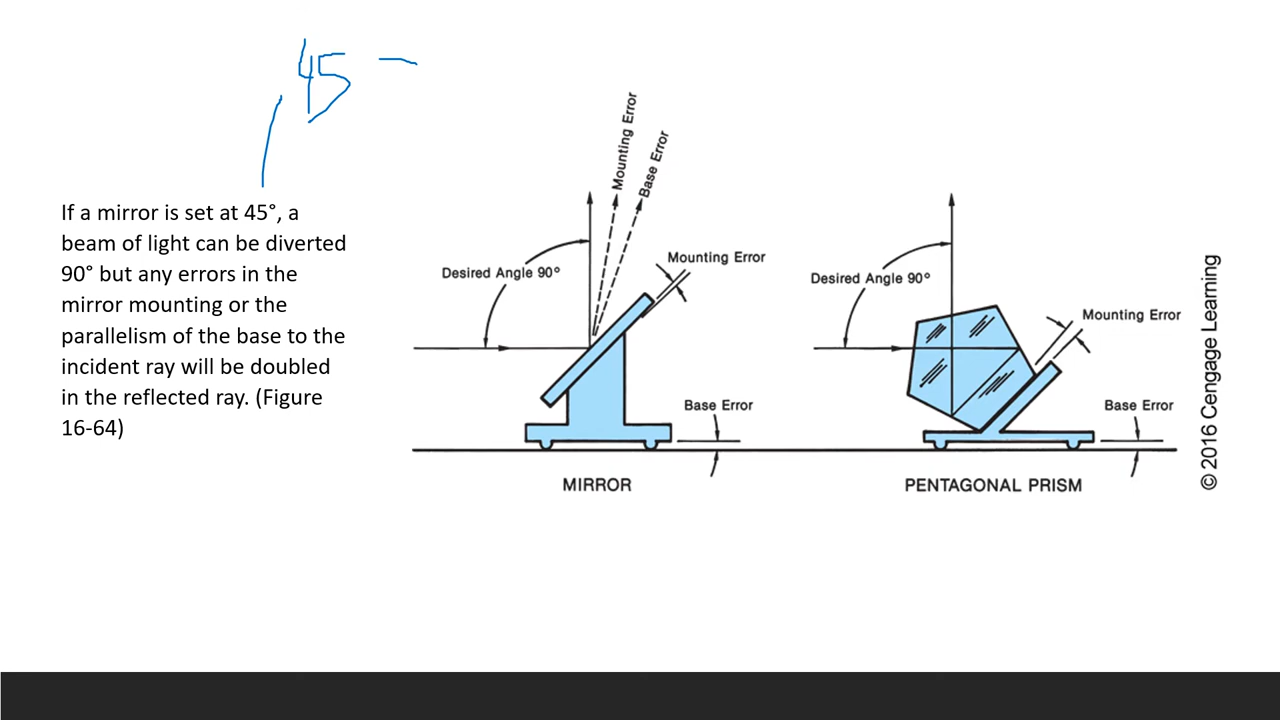 45 -
If a mirror is set at 45°, a
beam of light can be diverted
90° but any errors in the
mirror mounting or the
parallelism of the base to the
incident ray will be doubled
in the reflected ray. (Figure
16-64)
Mounting Error
Base Error
Desired Angle 90°
Mounting Error
Base Error
MIRROR
Desired Angle 90°
Mounting Error
Base Error
PENTAGONAL PRISM
© 2016 Cengage Learning